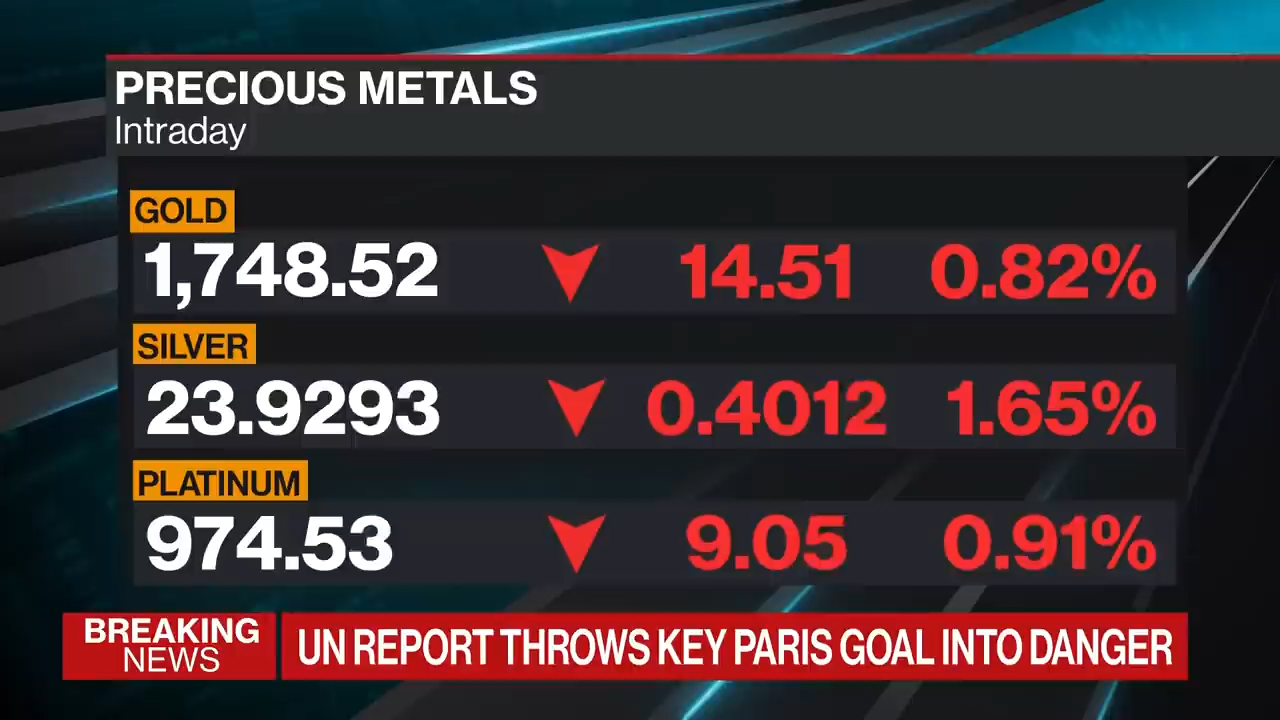 PRECIOUS METALS
Intraday
GOLD
1,748.52 14.51 0.82%
SILVER
23.9293 0.4012 1.65%
PLATINUM
974.53 9.05 0.91%
BREAKING
NEWS
UN REPORT THROWS KEY PARIS GOAL INTO DANGER